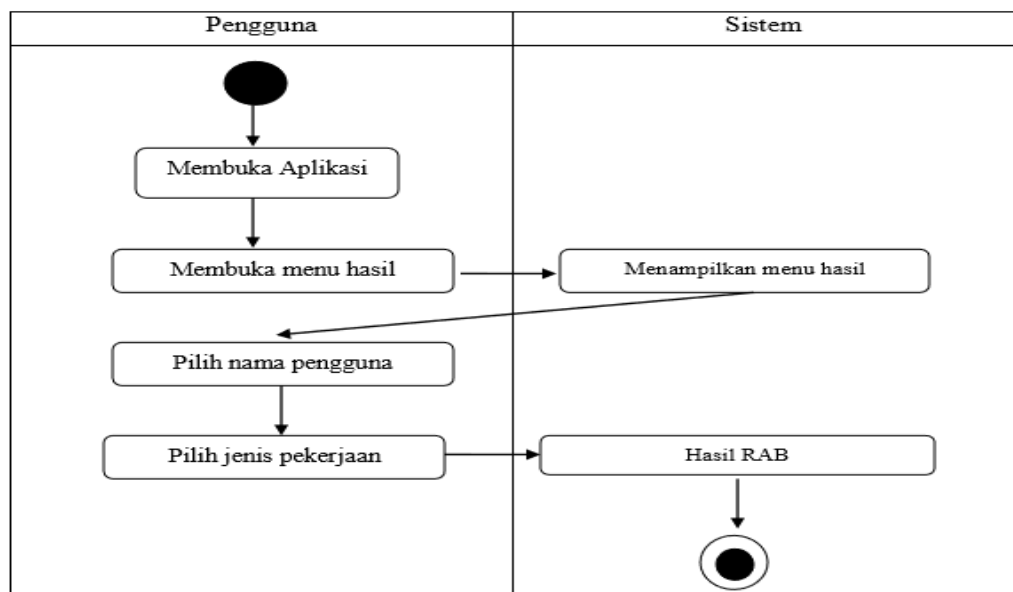 Pengguna
Sistem
Membuka Aplikasi
Membuka menu hasil
Menampilkan menu hasil
Pilih nama pengguna
Pilih jenis pekerjaan
Hasil RAB